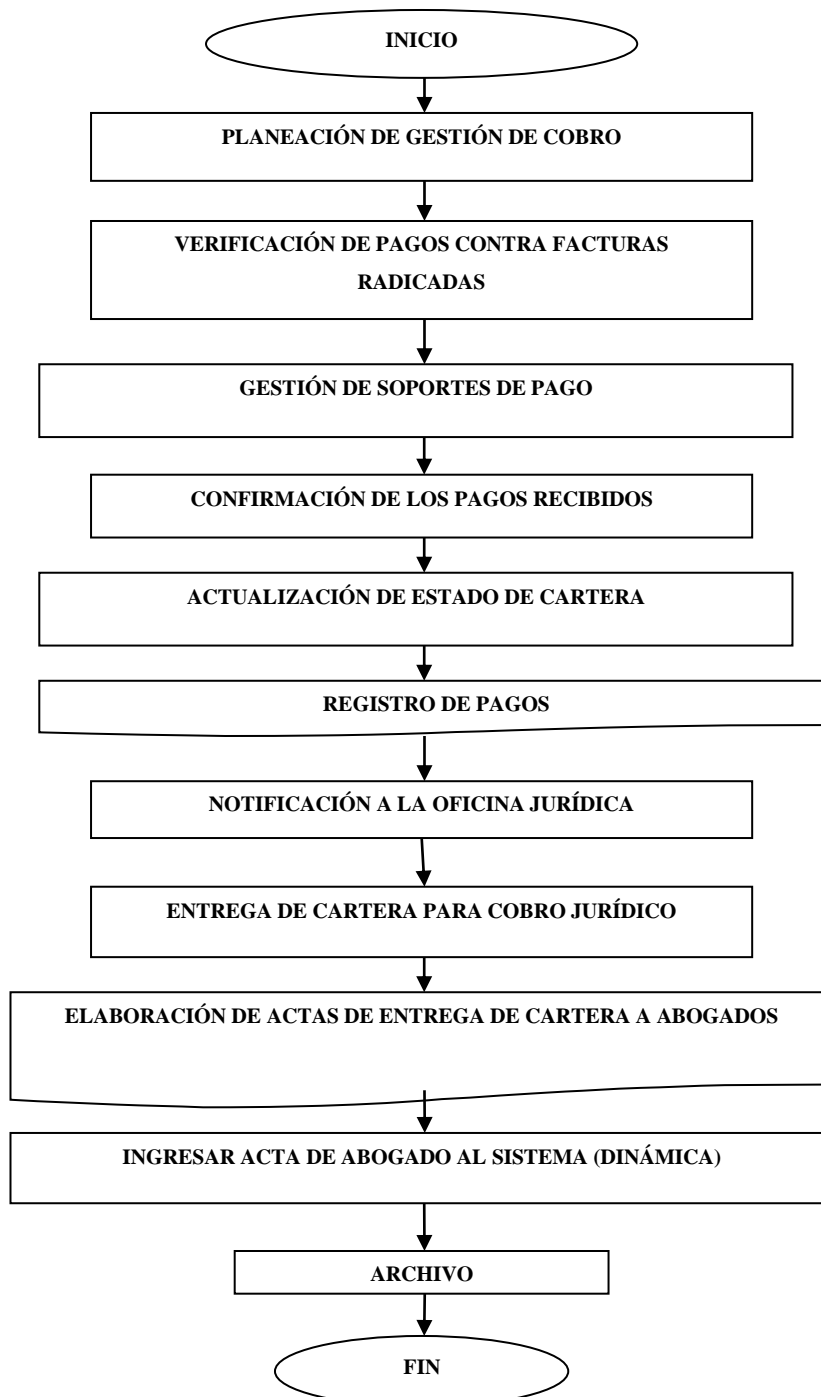 INICIO
PLANEACIÓN DE GESTIÓN DE COBRO
VERIFICACIÓN DE PAGOS CONTRA FACTURAS
RADICADAS
GESTIÓN DE SOPORTES DE PAGO
CONFIRMACIÓN DE LOS PAGOS RECIBIDOS
ACTUALIZACIÓN DE ESTADO DE CARTERA
REGISTRO DE PAGOS
NOTIFICACIÓN A LA OFICINA JURÍDICA
ENTREGA DE CARTERA PARA COBRO JURÍDICO
ELABORACIÓN DE ACTAS DE ENTREGA DE CARTERA A ABOGADOS
INGRESAR ACTA DE ABOGADO AL SISTEMA (DINÁMICA)
ARCHIVO
FIN